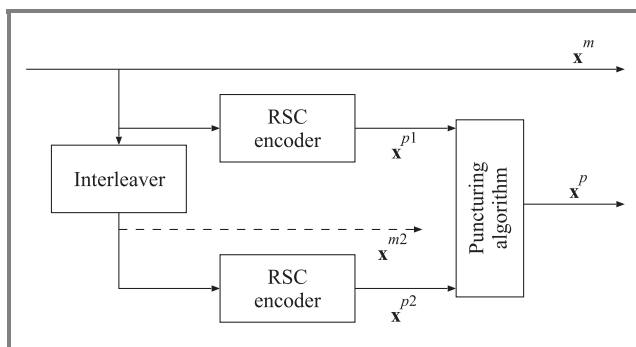 x^m
RSC
encoder
x^p1
Interleaver
Puncturing
algorithm
x^p
x^m2
RSC
encoder
x^p2